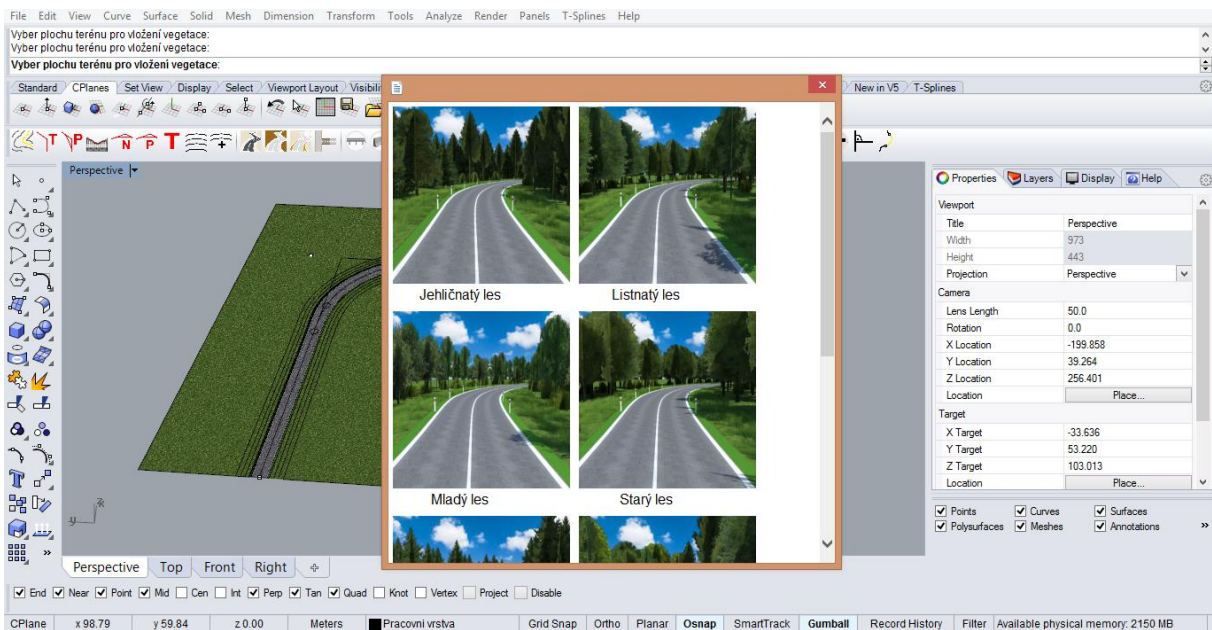 File Edit View Curve Surface Solid Mesh Dimension Transform Tools Analyze Render Panels T-Splines Help
Vyber plochu terénu pro vložení vegetace:
Vyber plochu terénu pro vložení vegetace:
Vyber plochu terénu pro vložení vegetace:
Standard CPlanes Set View Display Select Viewport Layout New in V5 T-Splines
T P N P T
Perspective
Properties Layers Display Help
Viewport
Title Perspective
Width 973
Height 443
Projection Perspective
Camera
Lens Length 50.0
Rotation 0.0
X Location -199.858
Y Location 39.264
Z Location 256.401
Location Place...
Target
X Target -33.636
Y Target 53.220
Z Target 103.013
Location Place...
Jehličnatý les Listnatý les
Mladý les Starý les
Points Curves Surfaces
Polysurfaces Meshes Annotations
y z
Perspective Top Front Right
End Near Point Mid Cen Int Perp Tan Quad Knot Vertex Project Disable
CPlane x 98.79 y 59.84 z 0.00 Meters Pracovni vrstva Grid Snap Ortho Planar Osnap SmartTrack Gumball Record History Filter Available physical memory: 2150 MB